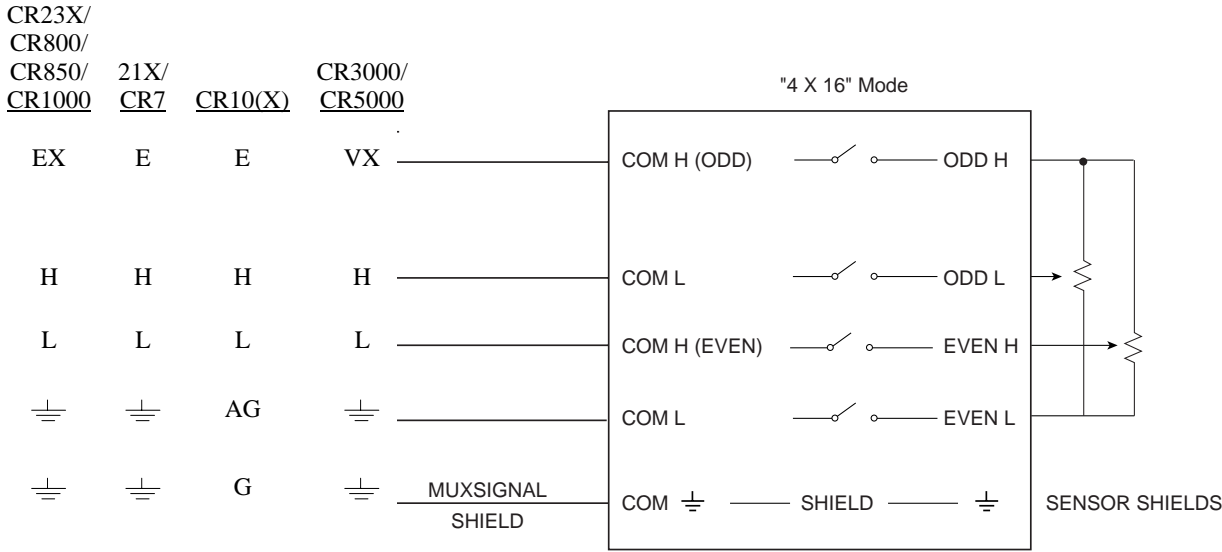 CR23X/
CR800/
CR850/ 21X/ CR3000/
CR1000 CR7 CR10(X) CR5000
"4 X 16" Mode
EX E E VX COM H (ODD) ODD H
H H H H COM L ODD L
L L L L COM H (EVEN) EVEN H
AG COM L EVEN L
G MUXSIGNAL COM SHIELD SENSOR SHIELDS
SHIELD